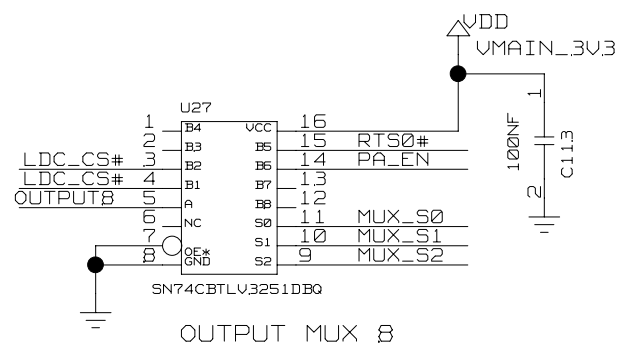 VDD
VMAIN_3V3
U27
1 B4 VCC 16
2 B3 B5 15 RTS0#
LDC_CS# 3 B2 B6 14 PA_EN
LDC_CS# 4 B1 B7 13
OUTPUT8 5 A B8 12
6 NC S0 11 MUX_S0
7 OE* S1 10 MUX_S1
8 GND S2 9 MUX_S2
1
100NF
C113
2
SN74CBTLV3251DBQ
OUTPUT MUX 8